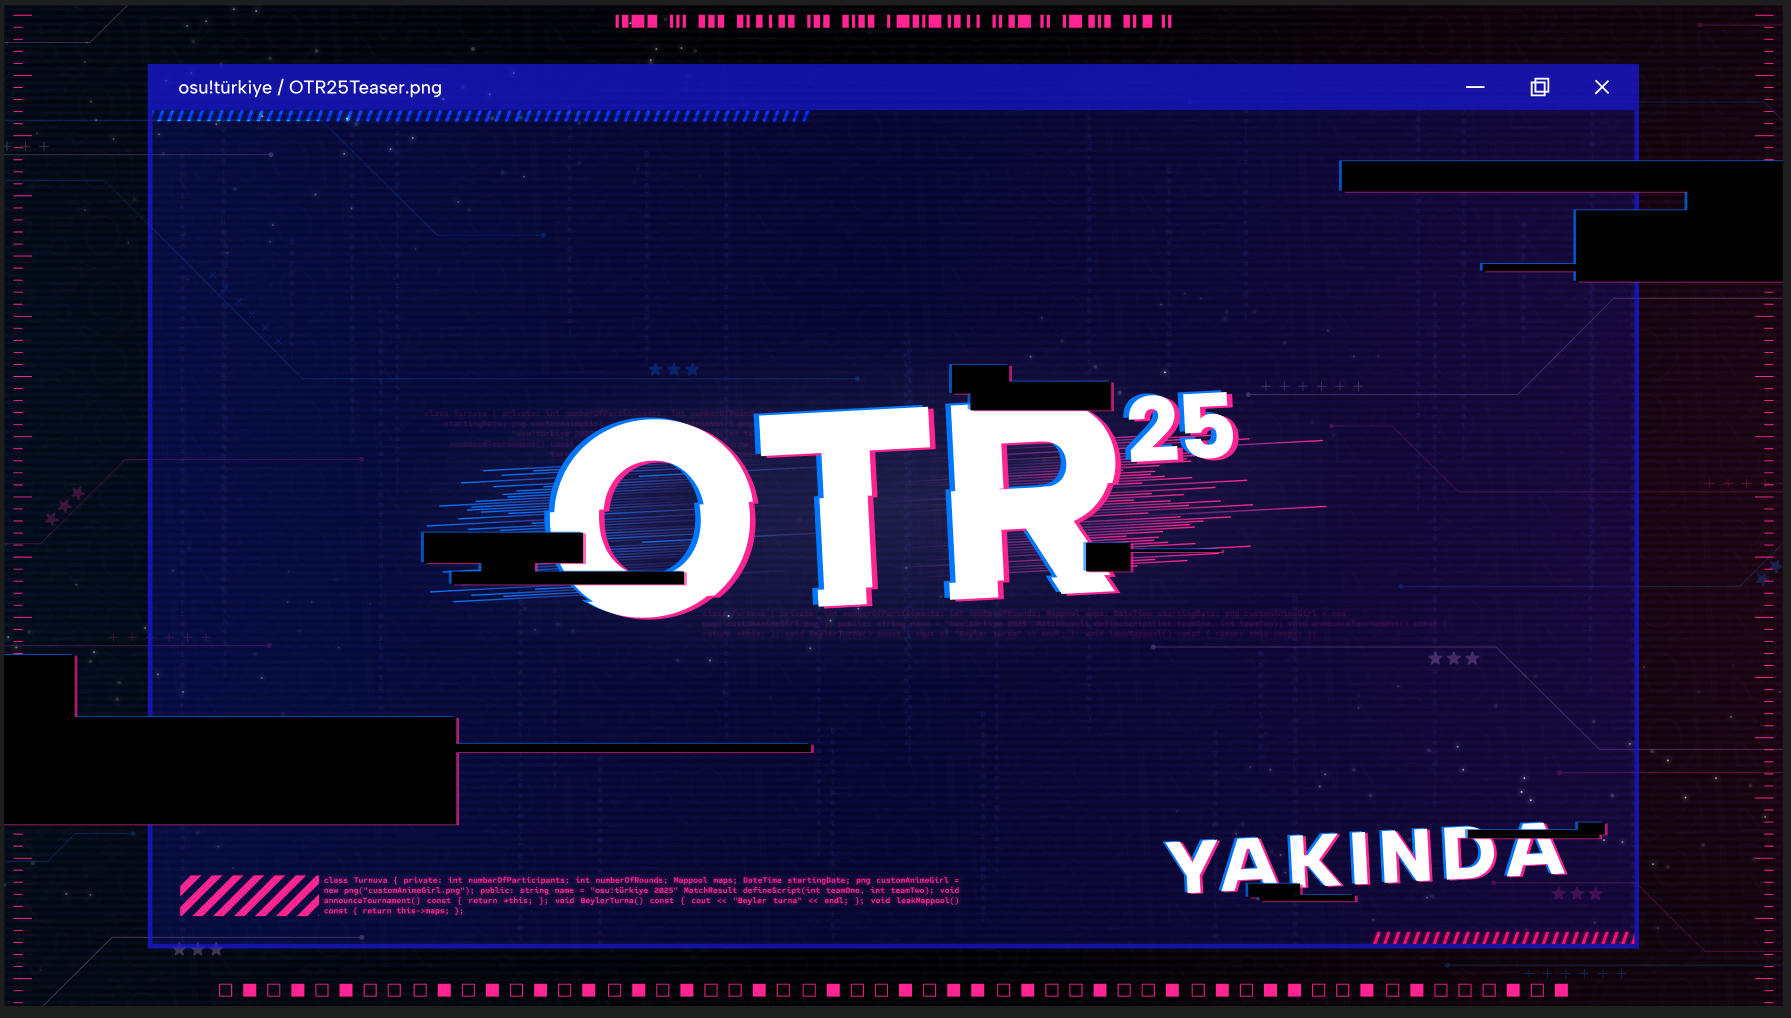 osu!türkiye / OTR25Teaser.png
OTR25
YAKINDA
class Turnuva { private: int numberOfParticipants; int numberOfRounds; Mappool maps; DateTime startingDate; png customAnimeGirl =
new png("customAnimeGirl.png"); public: string name = "osu!türkiye 2025" MatchResult defineScript(int teamOne, int teamTwo); void
announceTournament() const { return *this; }; void BeylerTurna() const { cout << "Beyler turna" << endl; }; void leakMappool()
const { return this->maps; };